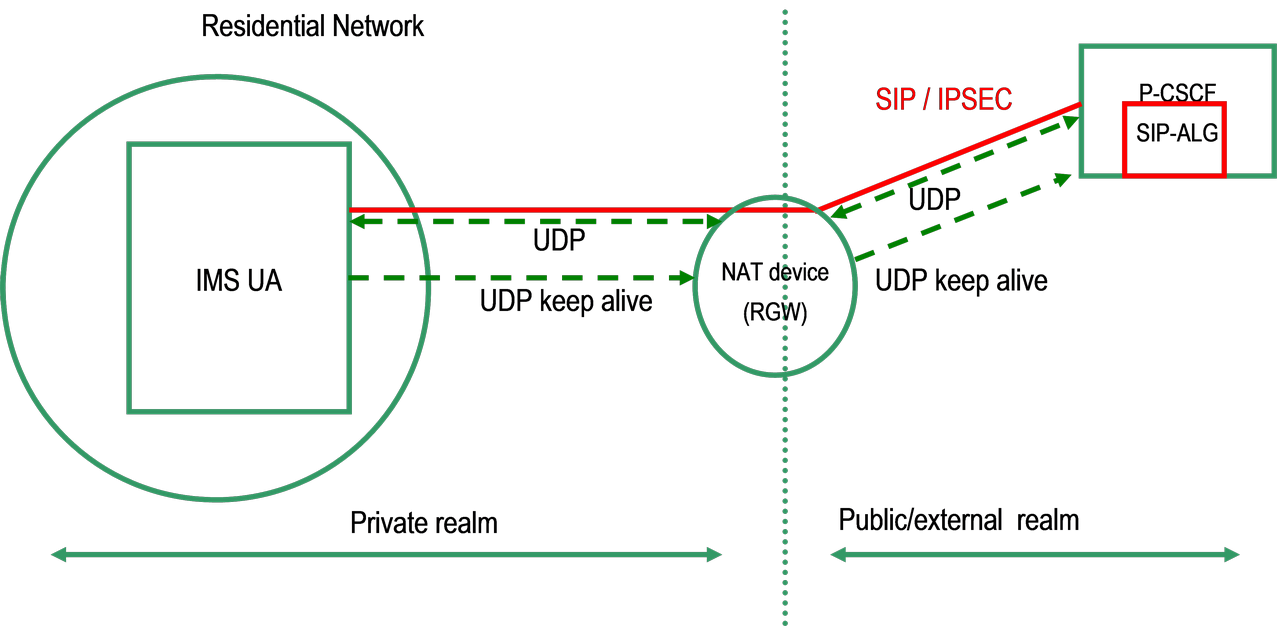 Residential Network
SIP / IPSEC
P-CSCF
SIP-ALG
UDP
UDP
IMS UA
NAT device
(RGW)
UDP keep alive
UDP keep alive
Private realm
Public/external realm